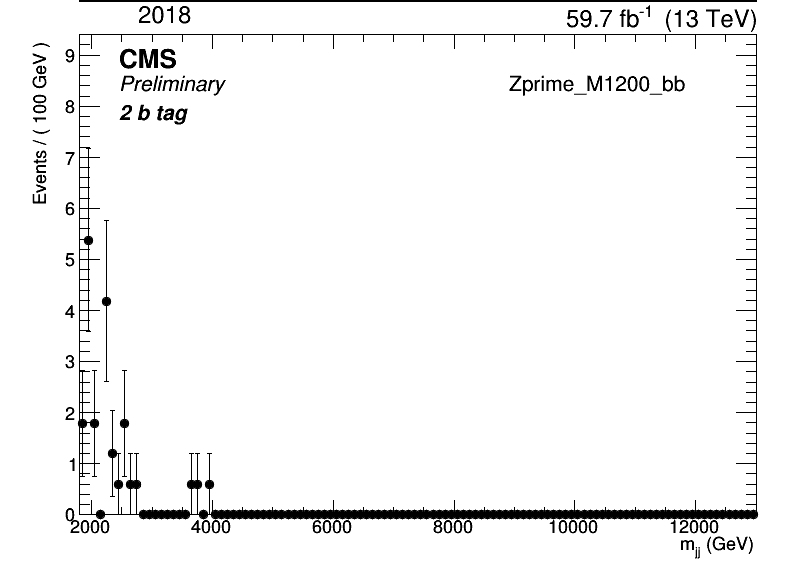 2018
59.7 fb-1 (13 TeV)
CMS
Preliminary
2 b tag
Zprime_M1200_bb
Events / ( 100 GeV )
9
8
7
6
5
4
3
2
1
0
2000 4000 6000 8000 10000 12000
mjj (GeV)